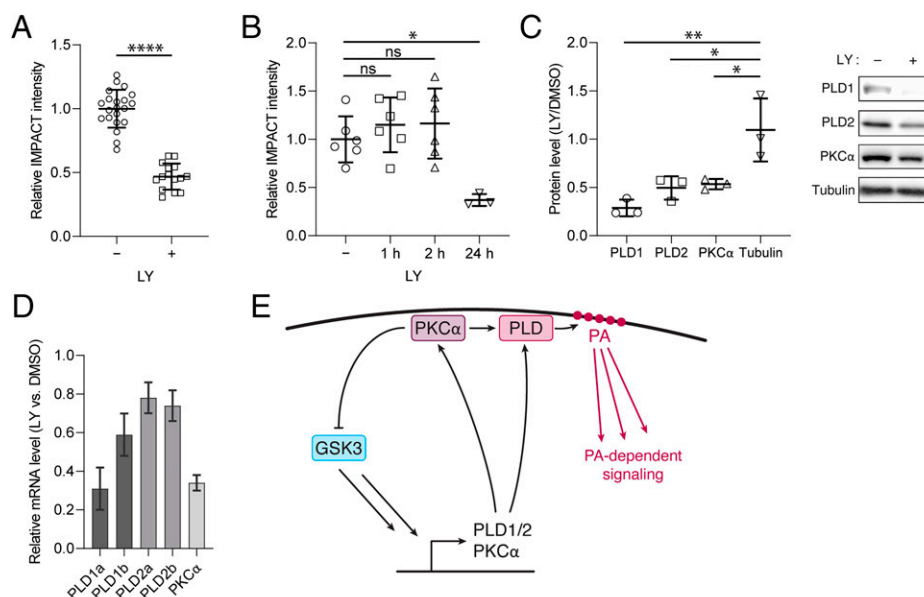 A
Relative IMPACT intensity
1.5
1.0
0.5
0.0
****
–
+
LY
B
Relative IMPACT intensity
2.0
1.5
1.0
0.5
0.0
*
ns
ns
–
1 h
2 h
24 h
LY
C
Protein level (LY/DMSO)
2.0
1.5
1.0
0.5
0.0
**
*
*
PLD1
PLD2
PKCα
Tubulin
LY : – +
PLD1
PLD2
PKCα
Tubulin
D
Relative mRNA level (LY vs. DMSO)
1.0
0.8
0.6
0.4
0.2
0.0
PLD1a
PLD1b
PLD2a
PLD2b
PKCα
E
PKCα
PLD
PA
GSK3
PA-dependent
signaling
PLD1/2
PKCα